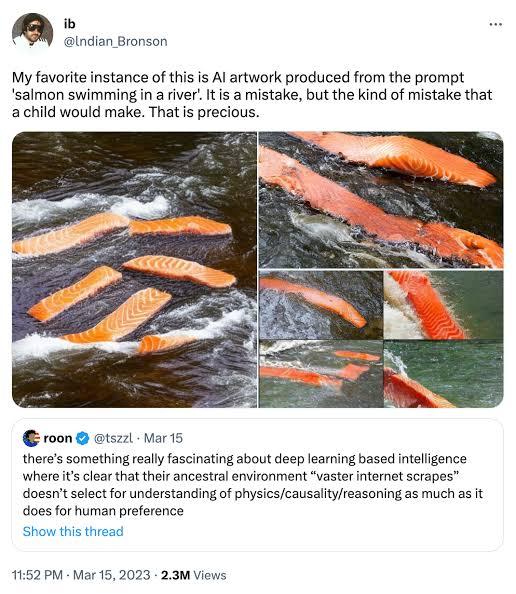 ib
@Indian_Bronson
My favorite instance of this is AI artwork produced from the prompt
'salmon swimming in a river'. It is a mistake, but the kind of mistake that
a child would make. That is precious.
roon @tszzl · Mar 15
there’s something really fascinating about deep learning based intelligence
where it’s clear that their ancestral environment “vaster internet scrapes”
doesn’t select for understanding of physics/causality/reasoning as much as it
does for human preference
Show this thread
11:52 PM · Mar 15, 2023 · 2.3M Views